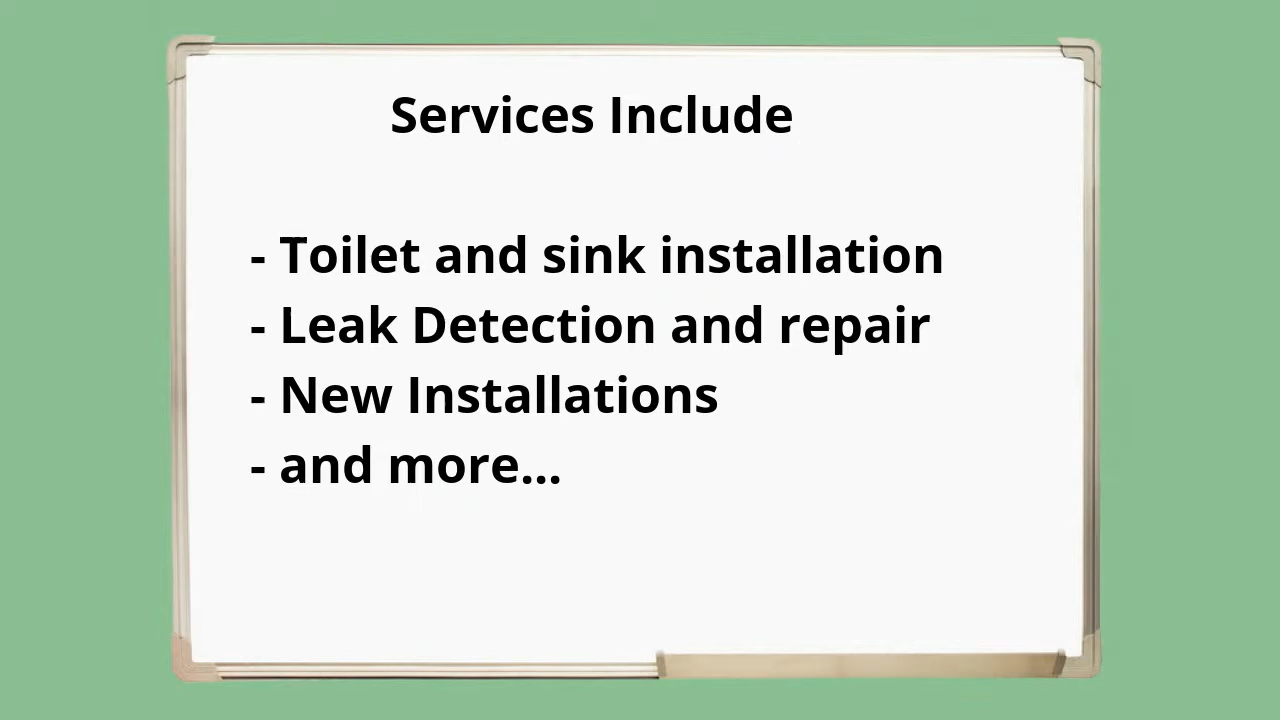 Services Include
- Toilet and sink installation
- Leak Detection and repair
- New Installations
- and more...